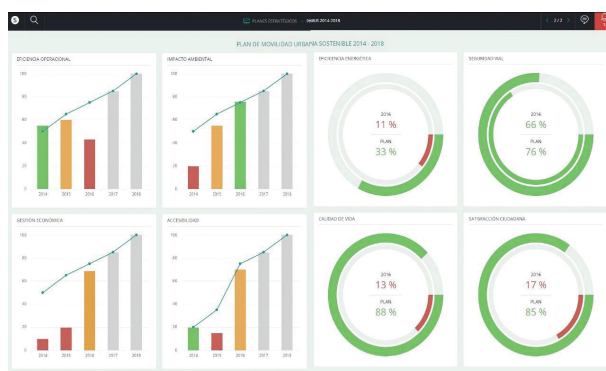 PLANES ESTRATÉGICOS
PMUS 2014-2018
2/2
PLAN DE MOVILIDAD URBANA SOSTENIBLE 2014 - 2018
EFICIENCIA OPERACIONAL
100
80
60
40
20
0
2014 2015 2016 2017 2018
IMPACTO AMBIENTAL
100
80
60
40
20
0
2014 2015 2016 2017 2018
EFICIENCIA ENERGÉTICA
2016
11 %
PLAN
33 %
SEGURIDAD VIAL
2016
66 %
PLAN
76 %
GESTIÓN ECONÓMICA
100
80
60
40
20
0
2014 2015 2016 2017 2018
ACCESIBILIDAD
100
80
60
40
20
0
2014 2015 2016 2017 2018
CALIDAD DE VIDA
2016
13 %
PLAN
88 %
SATISFACCIÓN CIUDADANA
2016
17 %
PLAN
85 %